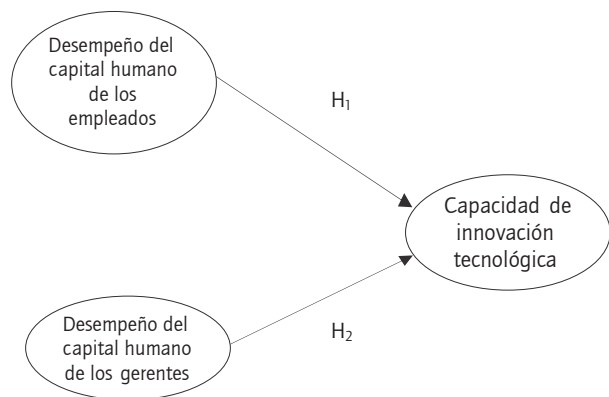 Desempeño del
capital humano
de los
empleados
H₁
Capacidad de
innovación
tecnológica
Desempeño del
capital humano
de los gerentes
H₂